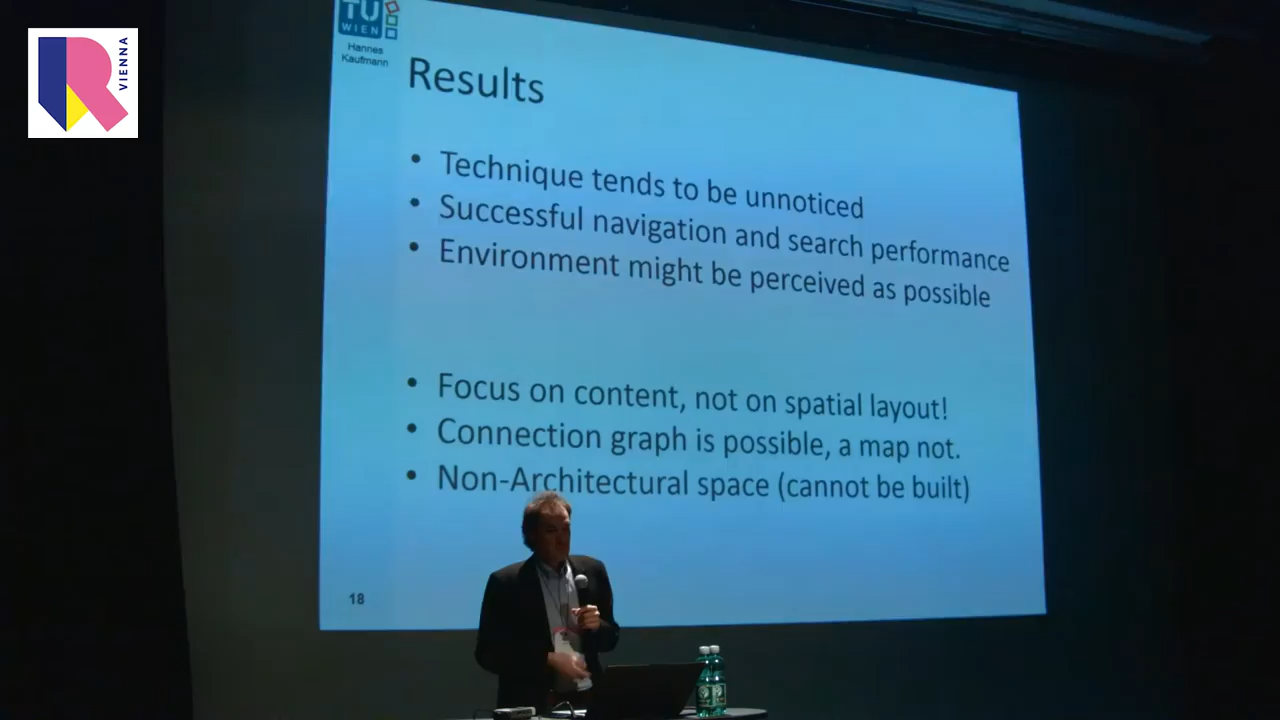 VIENNA
TU
WIEN
Hannes
Kaufmann
Results
• Technique tends to be unnoticed
• Successful navigation and search performance
• Environment might be perceived as possible
• Focus on content, not on spatial layout!
• Connection graph is possible, a map not.
• Non-Architectural space (cannot be built)
18